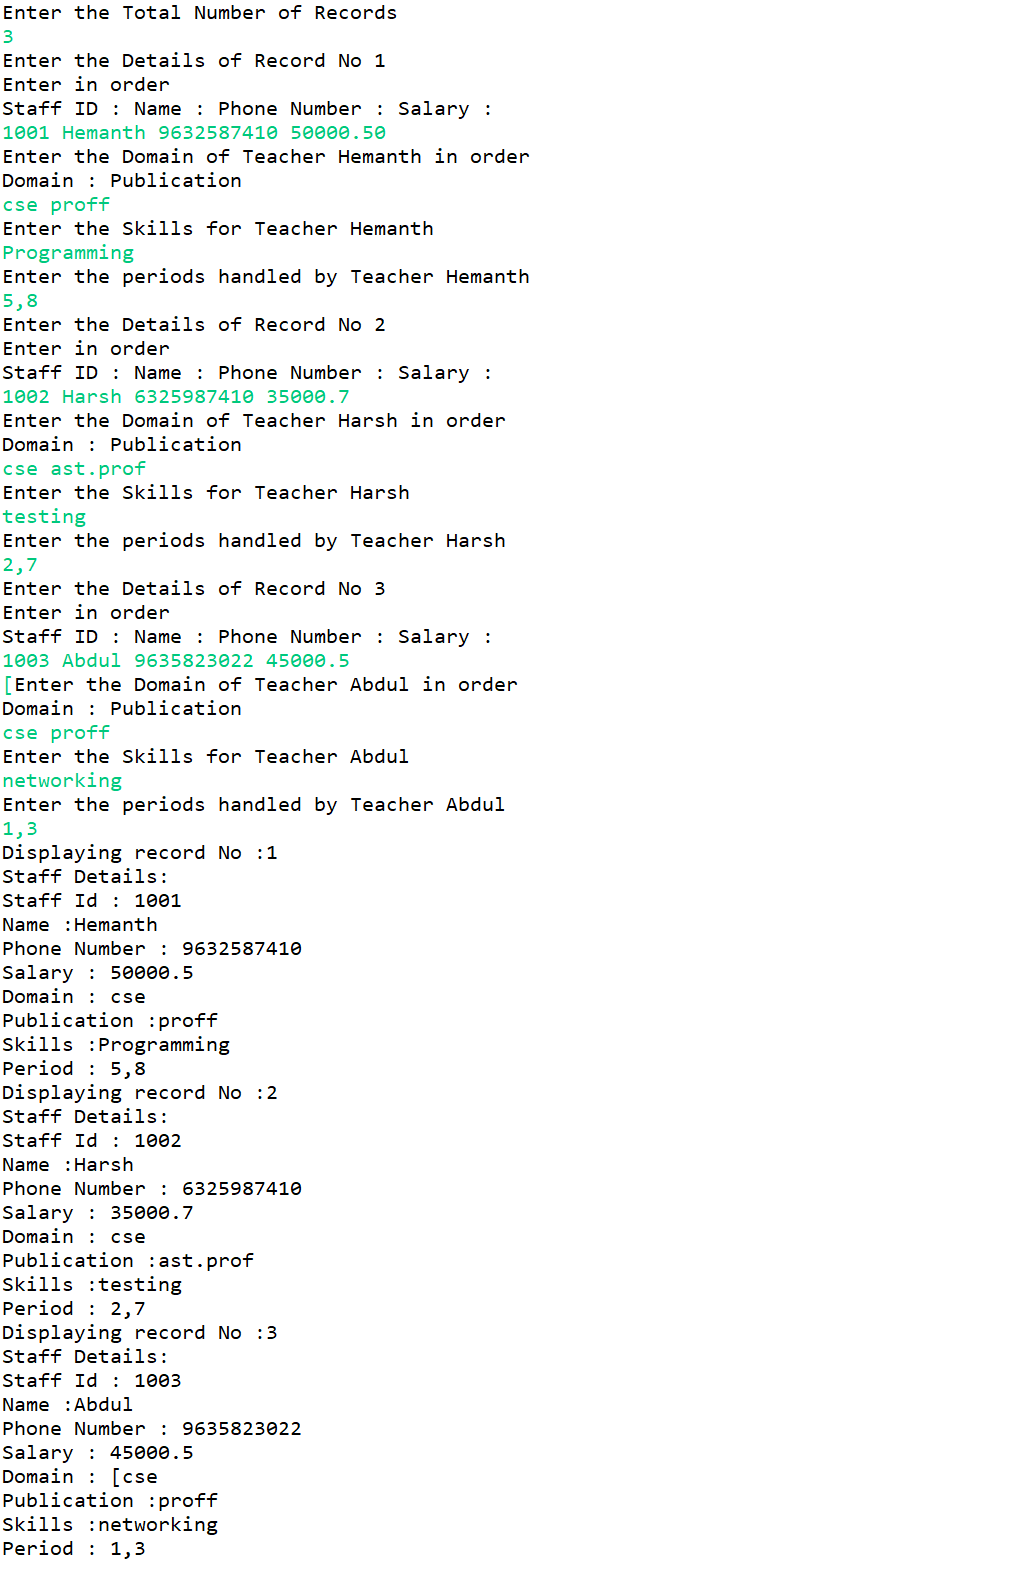 Enter the Total Number of Records
3
Enter the Details of Record No 1
Enter in order
Staff ID : Name : Phone Number : Salary :
1001 Hemanth 9632587410 50000.50
Enter the Domain of Teacher Hemanth in order
Domain : Publication
cse proff
Enter the Skills for Teacher Hemanth
Programming
Enter the periods handled by Teacher Hemanth
5,8
Enter the Details of Record No 2
Enter in order
Staff ID : Name : Phone Number : Salary :
1002 Harsh 6325987410 35000.7
Enter the Domain of Teacher Harsh in order
Domain : Publication
cse ast.prof
Enter the Skills for Teacher Harsh
testing
Enter the periods handled by Teacher Harsh
2,7
Enter the Details of Record No 3
Enter in order
Staff ID : Name : Phone Number : Salary :
1003 Abdul 9635823022 45000.5
[Enter the Domain of Teacher Abdul in order
Domain : Publication
cse proff
Enter the Skills for Teacher Abdul
networking
Enter the periods handled by Teacher Abdul
1,3
Displaying record No :1
Staff Details:
Staff Id : 1001
Name :Hemanth
Phone Number : 9632587410
Salary : 50000.5
Domain : cse
Publication :proff
Skills :Programming
Period : 5,8
Displaying record No :2
Staff Details:
Staff Id : 1002
Name :Harsh
Phone Number : 6325987410
Salary : 35000.7
Domain : cse
Publication :ast.prof
Skills :testing
Period : 2,7
Displaying record No :3
Staff Details:
Staff Id : 1003
Name :Abdul
Phone Number : 9635823022
Salary : 45000.5
Domain : [cse
Publication :proff
Skills :networking
Period : 1,3